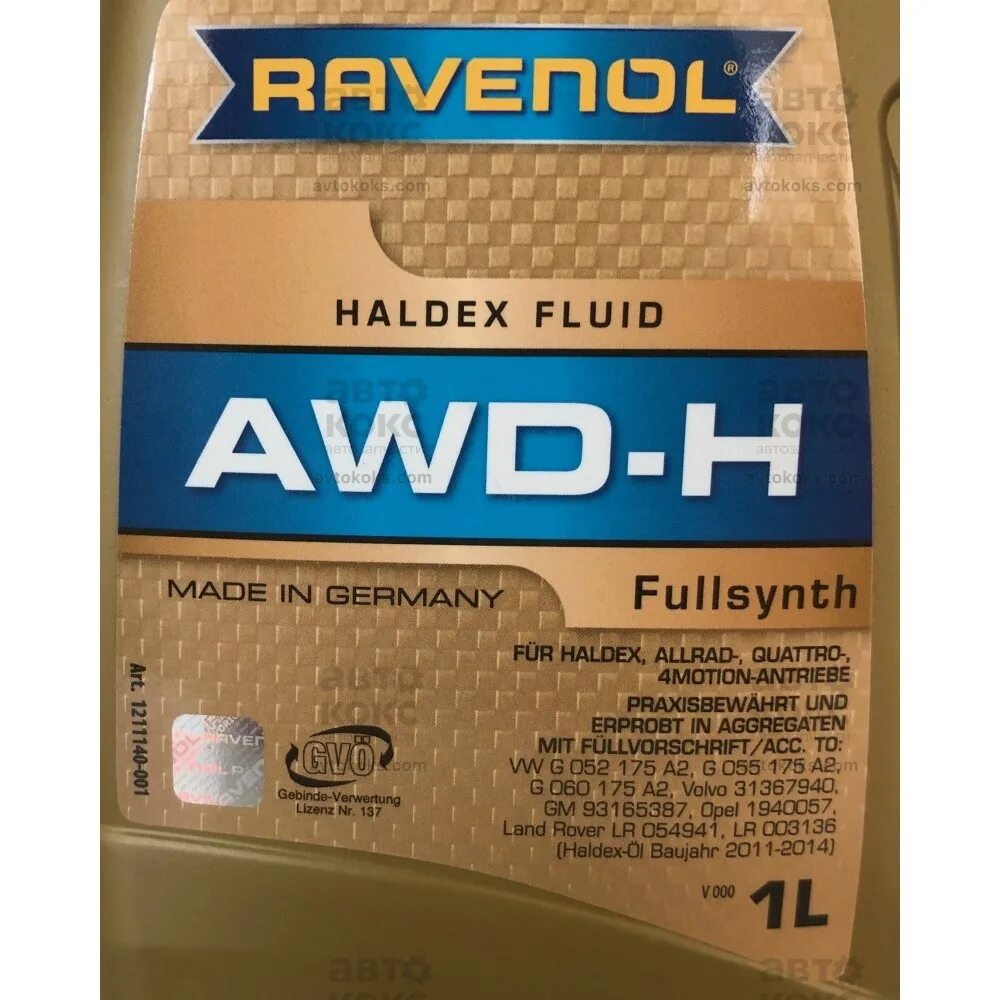 RAVENOL®
HALDEX FLUID
AWD-H
MADE IN GERMANY
Fullsynth
FÜR HALDEX, ALLRAD-, QUATTRO-,
4MOTION-ANTRIEBE
PRAXISBEWÄHRT UND
ERPROBT IN AGGREGATEN
MIT FÜLLVORSCHRIFT/ACC. TO:
VW G 052 175 A2, G 055 175 A2,
G 060 175 A2, Volvo 31367940,
GM 93165387, Opel 1940057,
Land Rover LR 054941, LR 003136
(Haldex-Öl Baujahr 2011-2014)
V 000
1L
Art. 1211140-001
GVÖ
Gebinde-Verwertung
Lizenz Nr. 137
авто
кокс
автозапчасти
avtokoks.com